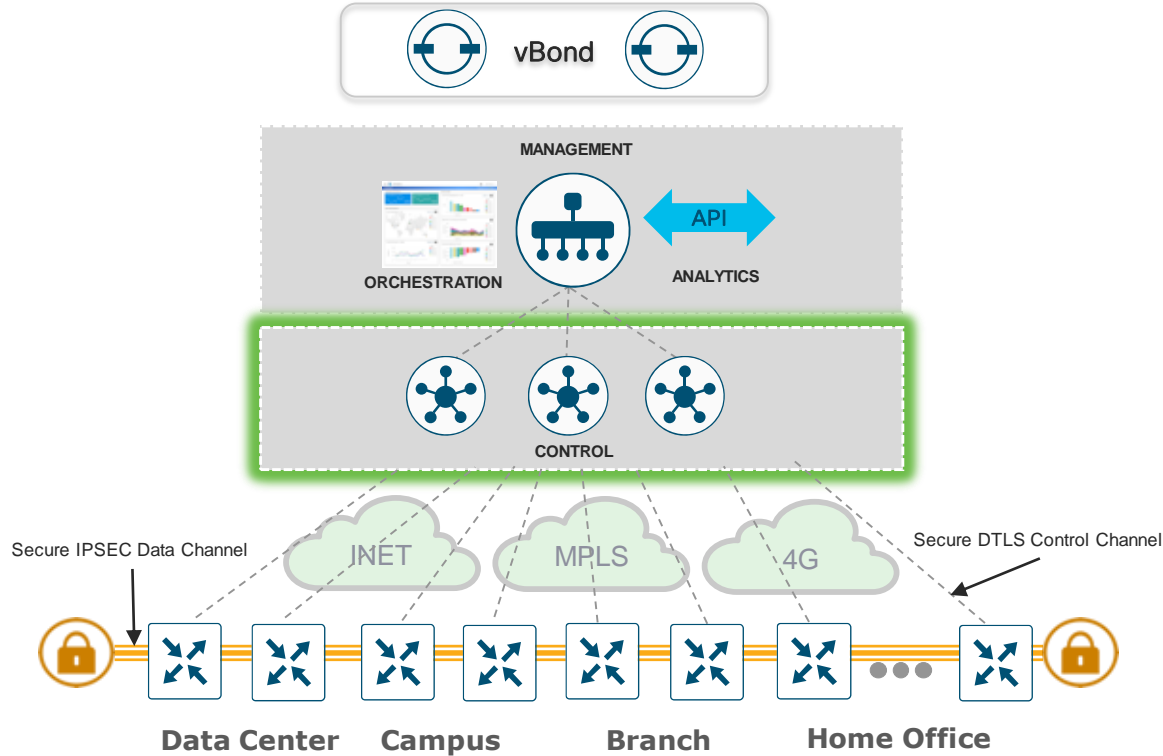 vBond
MANAGEMENT
API
ORCHESTRATION
ANALYTICS
CONTROL
INET
MPLS
4G
Secure IPSEC Data Channel
Secure DTLS Control Channel
Data Center
Campus
Branch
Home Office